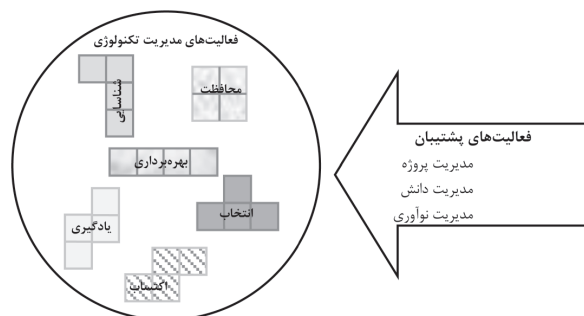 فعالیت‌های مدیریت تکنولوژی
شناسایی
محافظت
بهره‌برداری
انتخاب
یادگیری
اکتساب
فعالیت‌های پشتیبان
مدیریت پروژه
مدیریت دانش
مدیریت نوآوری